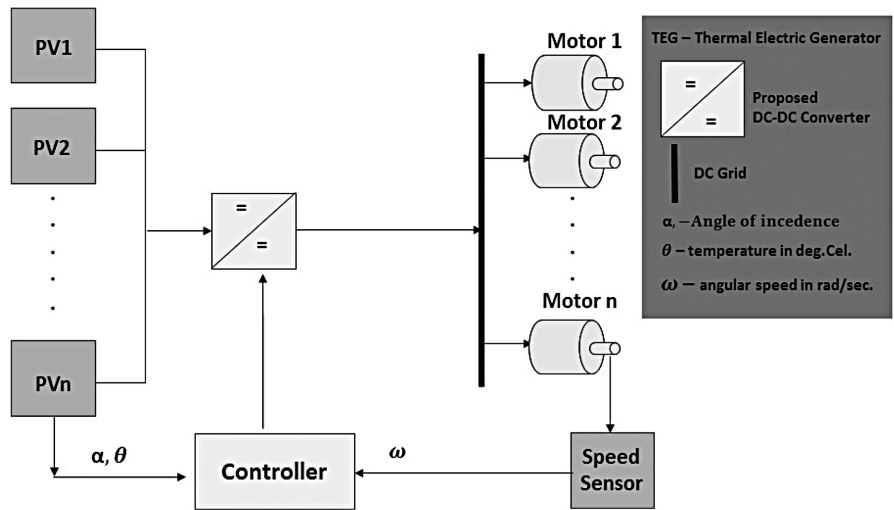 PV1
PV2
PVn
α, θ
=
=
Controller
ω
Motor 1
Motor 2
Motor n
Speed
Sensor
TEG – Thermal Electric Generator
=
=
Proposed
DC-DC Converter
DC Grid
α, –Angle of incedence
θ – temperature in deg.Cel.
ω – angular speed in rad/sec.